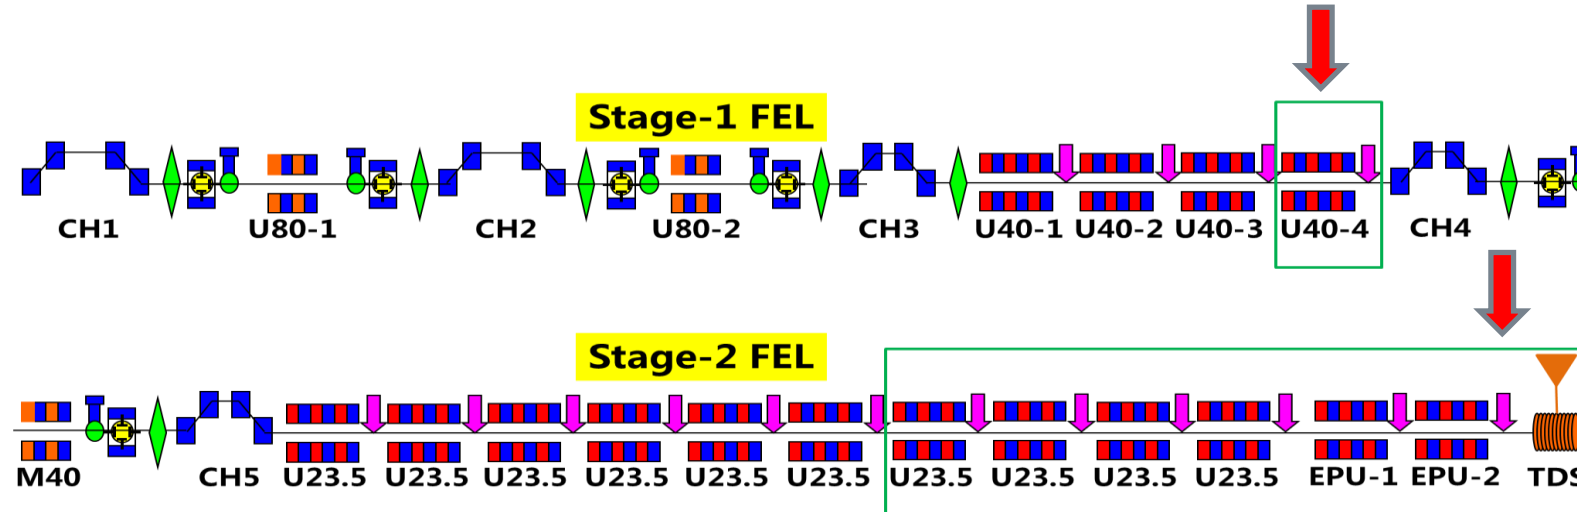 Stage-1 FEL
CH1 U80-1 CH2 U80-2 CH3 U40-1 U40-2 U40-3 U40-4 CH4
Stage-2 FEL
M40 CH5 U23.5 U23.5 U23.5 U23.5 U23.5 U23.5 U23.5 U23.5 U23.5 U23.5 EPU-1 EPU-2 TDS